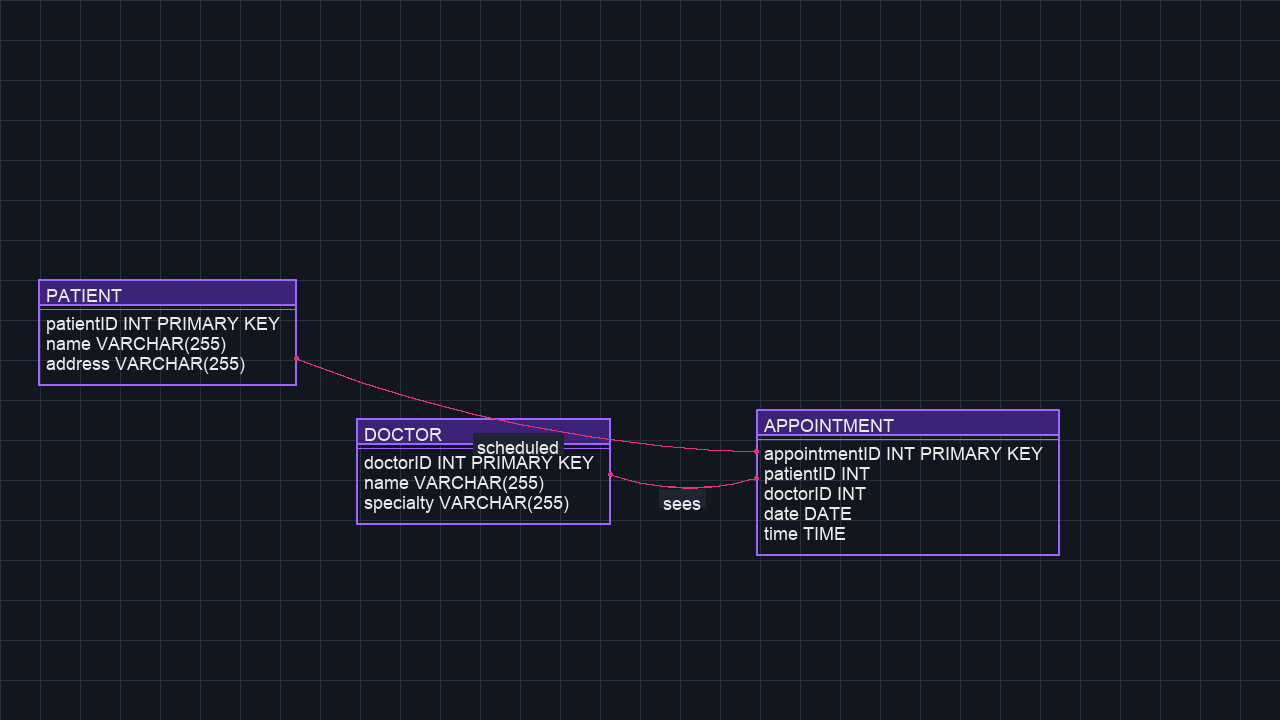 PATIENT
patientID INT PRIMARY KEY
name VARCHAR(255)
address VARCHAR(255)
DOCTOR
scheduled
doctorID INT PRIMARY KEY
name VARCHAR(255)
specialty VARCHAR(255)
sees
APPOINTMENT
appointmentID INT PRIMARY KEY
patientID INT
doctorID INT
date DATE
time TIME